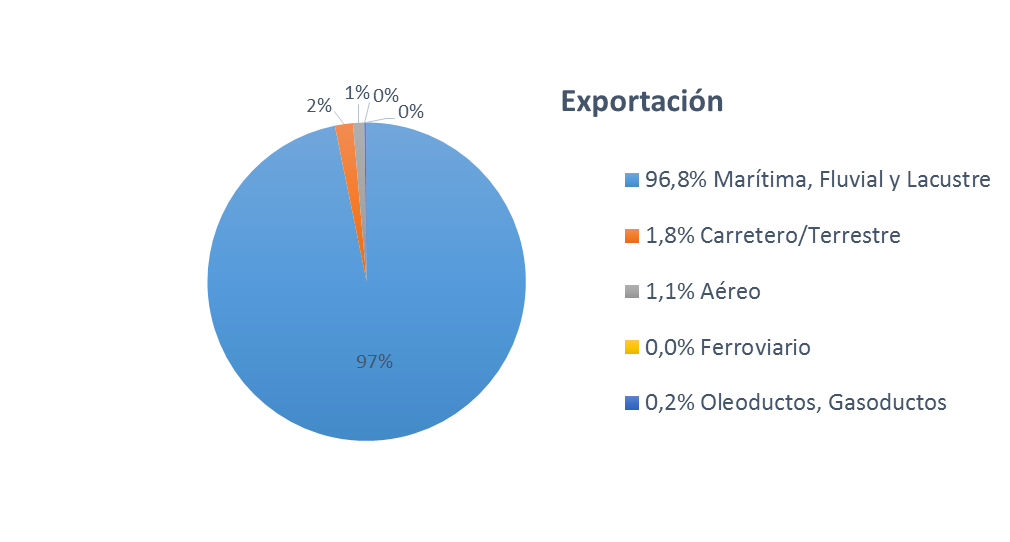 Exportación
2%
1%
0%
0%
97%
96,8% Marítima, Fluvial y Lacustre
1,8% Carretero/Terrestre
1,1% Aéreo
0,0% Ferroviario
0,2% Oleoductos, Gasoductos